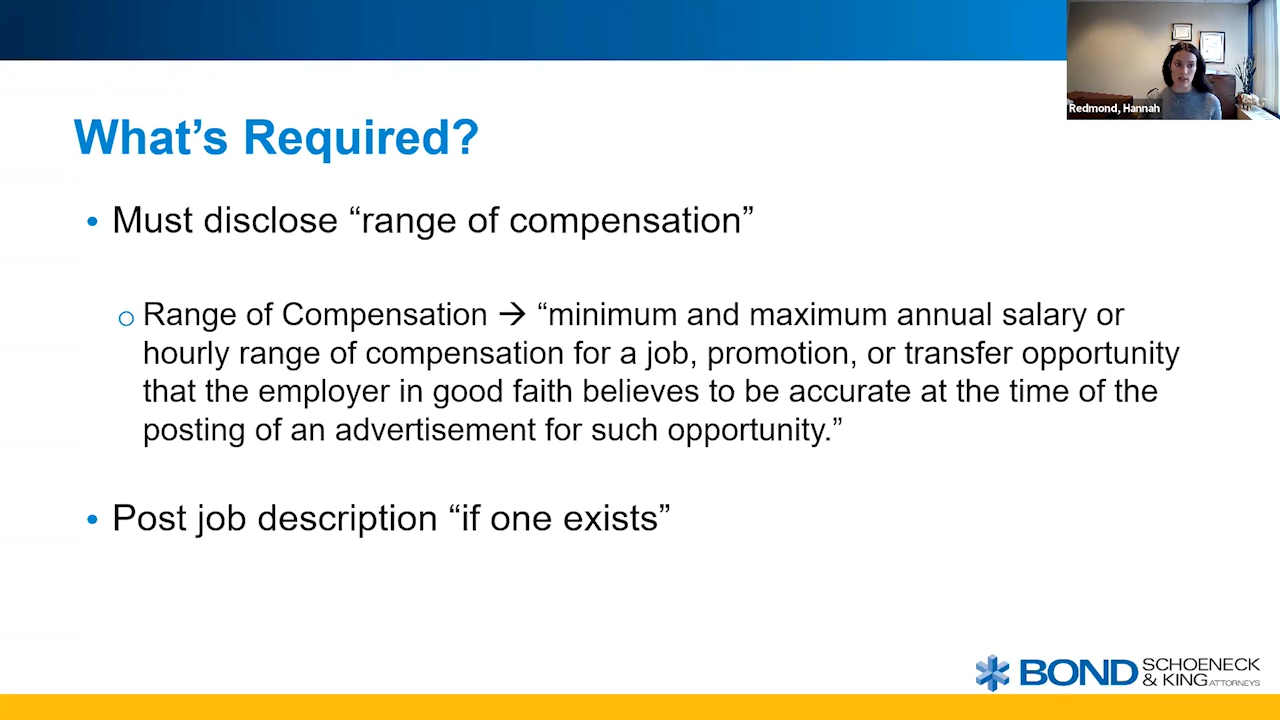 Redmond, Hannah
What’s Required?
• Must disclose “range of compensation”
o Range of Compensation → “minimum and maximum annual salary or
hourly range of compensation for a job, promotion, or transfer opportunity
that the employer in good faith believes to be accurate at the time of the
posting of an advertisement for such opportunity.”
• Post job description “if one exists”
BOND SCHOENECK
& KING ATTORNEYS